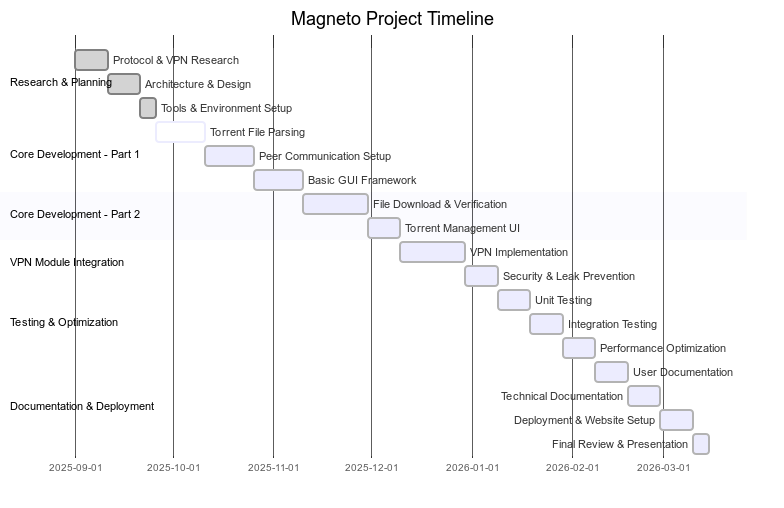 Magneto Project Timeline
Protocol & VPN Research
Research & Planning
Architecture & Design
Tools & Environment Setup
Torrent File Parsing
Core Development - Part 1
Peer Communication Setup
Basic GUI Framework
File Download & Verification
Core Development - Part 2
Torrent Management UI
VPN Implementation
VPN Module Integration
Security & Leak Prevention
Unit Testing
Testing & Optimization
Integration Testing
Performance Optimization
User Documentation
Technical Documentation
Documentation & Deployment
Deployment & Website Setup
Final Review & Presentation
2025-09-01 2025-10-01 2025-11-01 2025-12-01 2026-01-01 2026-02-01 2026-03-01